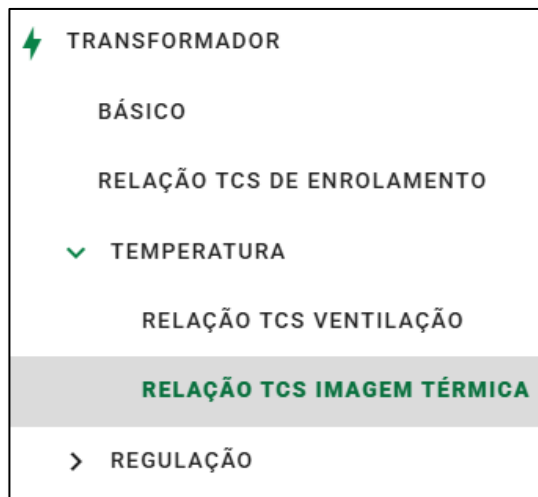 TRANSFORMADOR
BÁSICO
RELAÇÃO TCS DE ENROLAMENTO
TEMPERATURA
RELAÇÃO TCS VENTILAÇÃO
RELAÇÃO TCS IMAGEM TÉRMICA
REGULAÇÃO